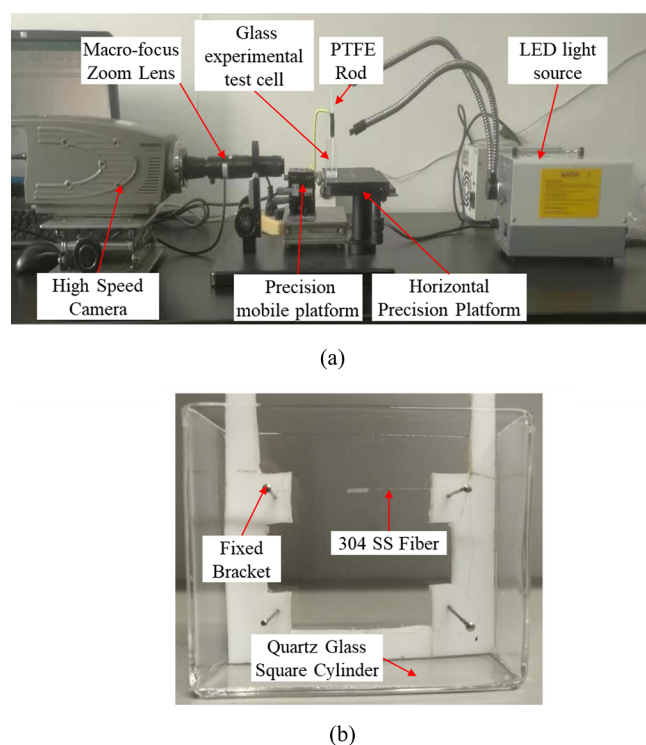 Macro-focus
Zoom Lens
Glass
experimental
test cell
PTFE
Rod
LED light
source
High Speed
Camera
Precision
mobile platform
Horizontal
Precision Platform
(a)
Fixed
Bracket
304 SS Fiber
Quartz Glass
Square Cylinder
(b)